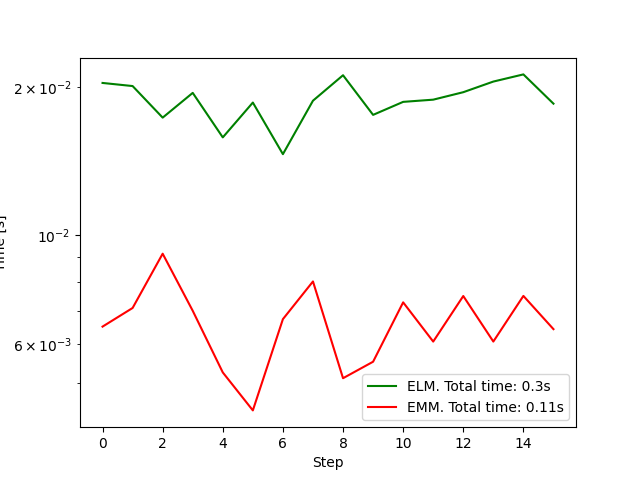 2 × 10⁻²
10⁻²
6 × 10⁻³
0 2 4 6 8 10 12 14
Step
ELM. Total time: 0.3s
EMM. Total time: 0.11s